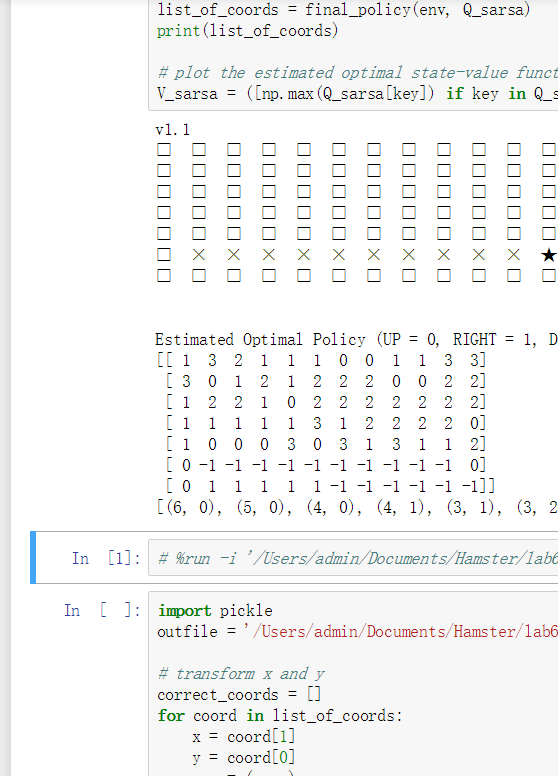 list_of_coords = final_policy(env, Q_sarsa)
print(list_of_coords)
# plot the estimated optimal state-value funct
V_sarsa = ([np.max(Q_sarsa[key]) if key in Q_s
v1.1
□ □ □ □ □ □ □ □ □ □ □ □
□ □ □ □ □ □ □ □ □ □ □ □
□ □ □ □ □ □ □ □ □ □ □ □
□ □ □ □ □ □ □ □ □ □ □ □
□ □ □ □ □ □ □ □ □ □ □ □
□ × × × × × × × × × × ★
□ □ □ □ □ □ □ □ □ □ □ □
Estimated Optimal Policy (UP = 0, RIGHT = 1, D
[[ 1 3 2 1 1 1 0 0 1 1 3 3]
[ 3 0 1 2 1 2 2 2 0 0 2 2]
[ 1 2 2 1 0 2 2 2 2 2 2 2]
[ 1 1 1 1 1 3 1 2 2 2 2 0]
[ 1 0 0 0 3 0 3 1 3 1 1 2]
[ 0 -1 -1 -1 -1 -1 -1 -1 -1 -1 -1 0]
[ 0 1 1 1 1 1 -1 -1 -1 -1 -1 -1]]
[(6, 0), (5, 0), (4, 0), (4, 1), (3, 1), (3, 2
In [1]: # %run -i '/Users/admin/Documents/Hamster/lab6
In [ ]: import pickle
outfile = '/Users/admin/Documents/Hamster/lab6
# transform x and y
correct_coords = []
for coord in list_of_coords:
x = coord[1]
y = coord[0]